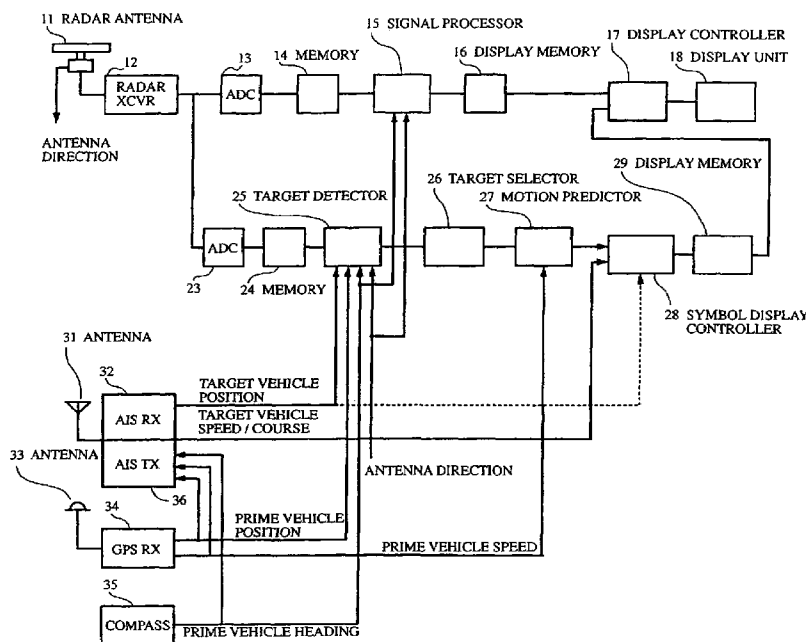 11 RADAR ANTENNA
12
RADAR
XCVR
ANTENNA
DIRECTION
13
ADC
14 MEMORY
15 SIGNAL PROCESSOR
16 DISPLAY MEMORY
17 DISPLAY CONTROLLER
18 DISPLAY UNIT
ADC
23
24 MEMORY
25 TARGET DETECTOR
26 TARGET SELECTOR
27 MOTION PREDICTOR
29 DISPLAY MEMORY
28 SYMBOL DISPLAY
CONTROLLER
31 ANTENNA
32
AIS RX
AIS TX
36
TARGET VEHICLE
POSITION
TARGET VEHICLE
SPEED / COURSE
ANTENNA DIRECTION
33 ANTENNA
34
GPS RX
PRIME VEHICLE
POSITION
PRIME VEHICLE SPEED
35
COMPASS
PRIME VEHICLE HEADING